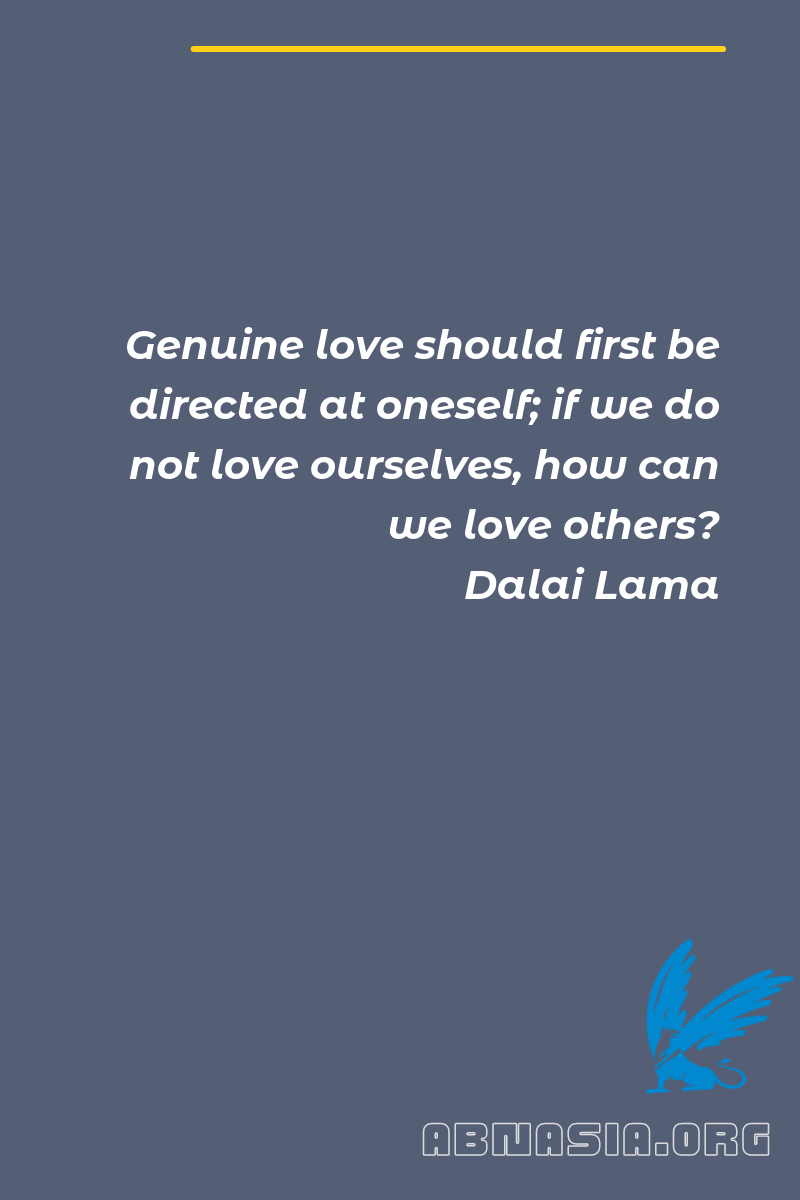 Genuine love should first be
directed at oneself; if we do
not love ourselves, how can
we love others?
Dalai Lama
ABNASIA.ORG